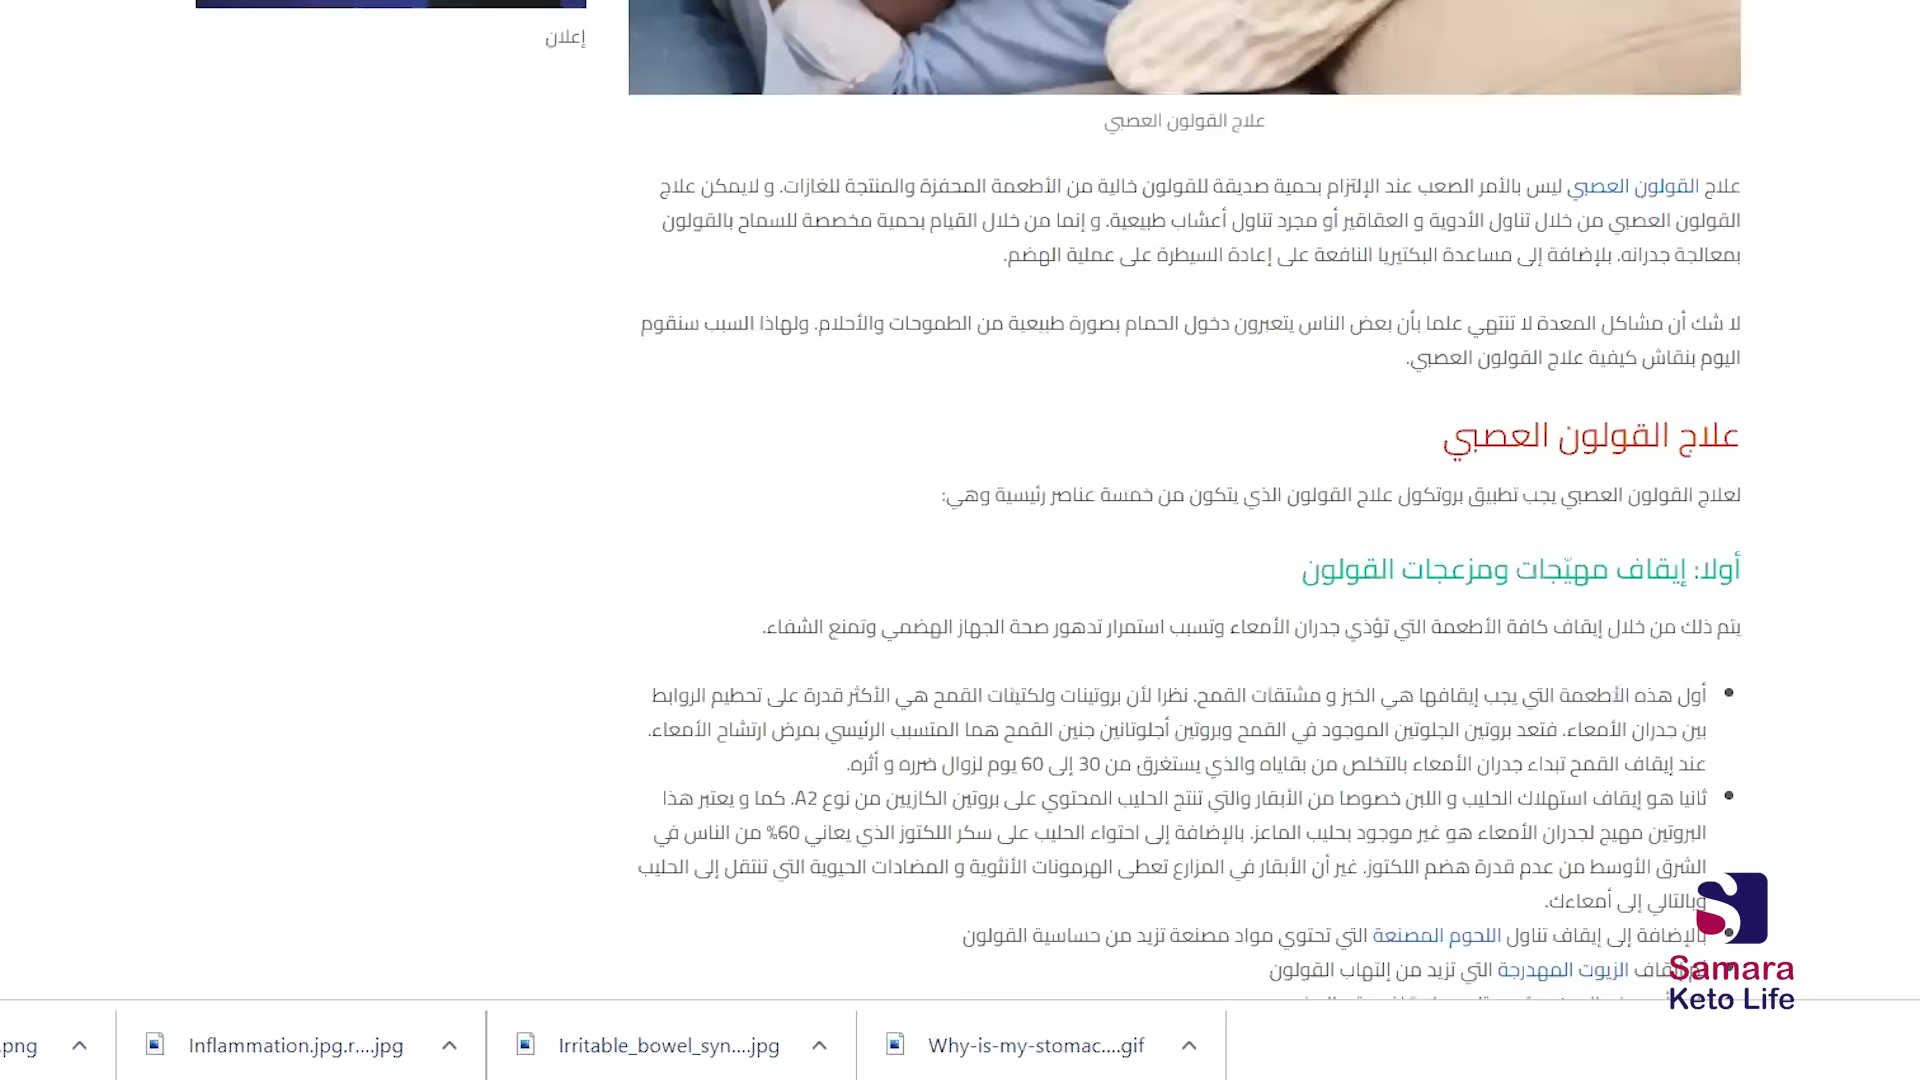 إعلان
علاج القولون العصبي
علاج القولون العصبي ليس بالأمر الصعب عند الإلتزام بحمية صديقة للقولون خالية من الأطعمة المحفزة والمنتجة للغازات. و لايمكن علاج
القولون العصبي من خلال تناول الأدوية و العقاقير أو مجرد تناول أعشاب طبيعية. و إنما من خلال القيام بحمية مخصصة للسماح بالقولون
بمعالجة جدرانه. بلإضافة إلى مساعدة البكتيريا النافعة على إعادة السيطرة على عملية الهضم.
لا شك أن مشاكل المعدة لا تنتهي علما بأن بعض الناس يتعبرون دخول الحمام بصورة طبيعية من الطموحات والأحلام. ولهاذا السبب سنقوم
اليوم بنقاش كيفية علاج القولون العصبي.
علاج القولون العصبي
لعلاج القولون العصبي يجب تطبيق بروتكول علاج القولون الذي يتكون من خمسة عناصر رئيسية وهي:
أولا: إيقاف مهيّجات ومزعجات القولون
يتم ذلك من خلال إيقاف كافة الأطعمة التي تؤذي جدران الأمعاء وتسبب استمرار تدهور صحة الجهاز الهضمي وتمنع الشفاء.
أول هذه الأطعمة التي يجب إيقافها هي الخبز و مشتقات القمح. نظرا لأن بروتينات ولكتينات القمح هي الأكثر قدرة على تحطيم الروابط
بين جدران الأمعاء. فتعد بروتين الجلوتين الموجود في القمح وبروتين أجلوتانين جنين القمح هما المتسبب الرئيسي بمرض ارتشاح الأمعاء.
عند إيقاف القمح تبداء جدران الأمعاء بالتخلص من بقاياه والذي يستغرق من 30 إلى 60 يوم لزوال ضرره و أثره.
ثانيا هو إيقاف استهلاك الحليب و اللبن خصوصا من الأبقار والتي تنتج الحليب المحتوي على بروتين الكازيين من نوع A2. كما و يعتبر هذا
البروتين مهيج لجدران الأمعاء هو غير موجود بحليب الماعز. بالإضافة إلى احتواء الحليب على سكر اللكتوز الذي يعاني 60% من الناس في
الشرق الأوسط من عدم قدرة هضم اللكتوز. غير أن الأبقار في المزارع تعطى الهرمونات الأنثوية و المضادات الحيوية التي تنتقل إلى الحليب
وبالتالي إلى أمعاءك.
بالإضافة إلى إيقاف تناول اللحوم المصنعة التي تحتوي مواد مصنعة تزيد من حساسية القولون
إيقاف الزيوت المهدرجة التي تزيد من إلتهاب القولون
Samara
Keto Life
.png
Inflammation.jpg.r....jpg
Irritable_bowel_syn....jpg
Why-is-my-stomac....gif